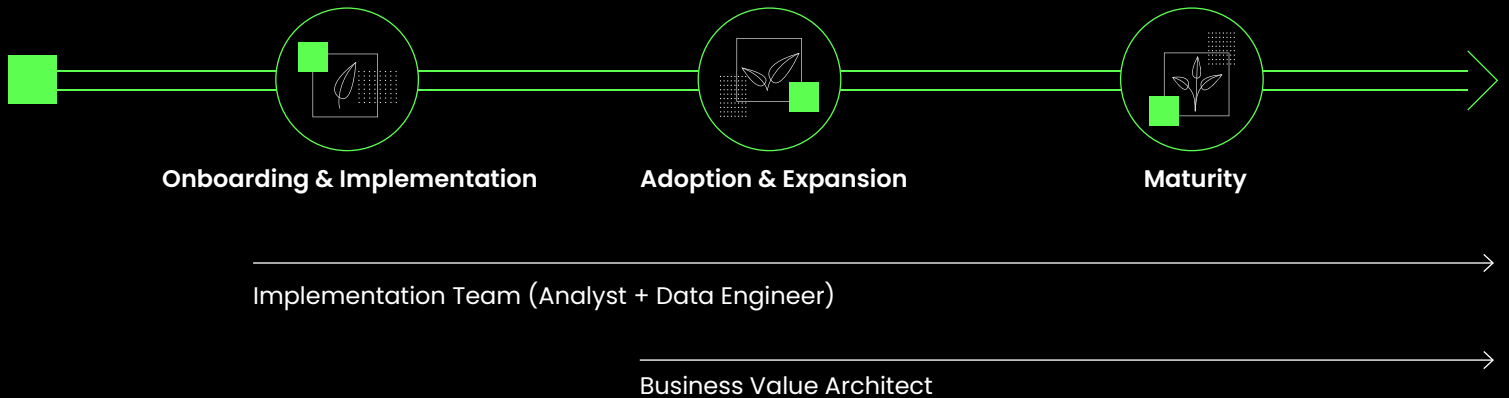 Onboarding & Implementation
Adoption & Expansion
Maturity
Implementation Team (Analyst + Data Engineer)
Business Value Architect